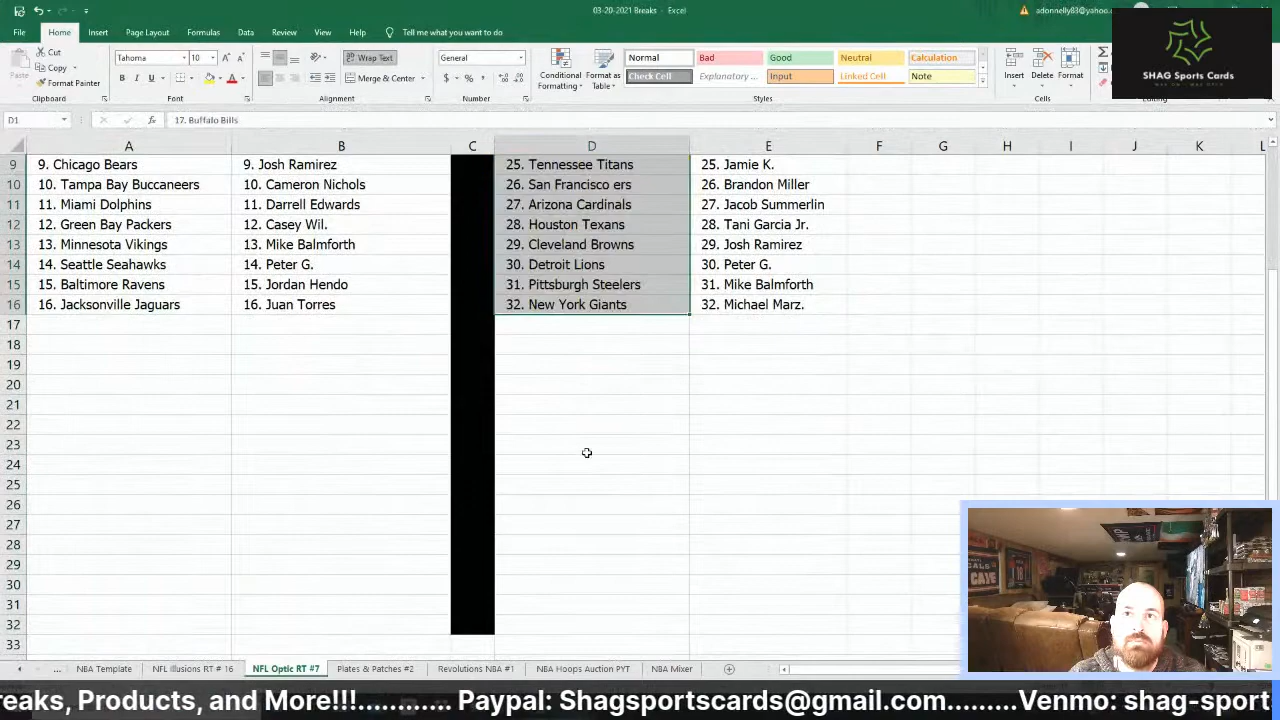 03-20-2021 Breaks - Excel
adonnelly83@yahoo.c
File Home Insert Page Layout Formulas Data Review View Help Tell me what you want to do
SHAG Sports Cards
Cut
Copy
Format Painter
Clipboard
Tahoma 10
B I U
Font
Wrap Text
Merge & Center
Alignment
General
Number
Conditional Formatting
Format as Table
Normal Bad Good Neutral Calculation
Check Cell Explanatory ... Input Linked Cell Note
Styles
Insert Delete Format
Cells
Editing
D1 17. Buffalo Bills
A B C D E F G H I J K L
9 9. Chicago Bears 9. Josh Ramirez 25. Tennessee Titans 25. Jamie K.
10 10. Tampa Bay Buccaneers 10. Cameron Nichols 26. San Francisco ers 26. Brandon Miller
11 11. Miami Dolphins 11. Darrell Edwards 27. Arizona Cardinals 27. Jacob Summerlin
12 12. Green Bay Packers 12. Casey Wil. 28. Houston Texans 28. Tani Garcia Jr.
13 13. Minnesota Vikings 13. Mike Balmforth 29. Cleveland Browns 29. Josh Ramirez
14 14. Seattle Seahawks 14. Peter G. 30. Detroit Lions 30. Peter G.
15 15. Baltimore Ravens 15. Jordan Hendo 31. Pittsburgh Steelers 31. Mike Balmforth
16 16. Jacksonville Jaguars 16. Juan Torres 32. New York Giants 32. Michael Marz.
17
18
19
20
21
22
23
24
25
26
27
28
29
30
31
32
33
... NBA Template NFL Illusions RT # 16 NFL Optic RT #7 Plates & Patches #2 Revolutions NBA #1 NBA Hoops Auction PYT NBA Mixer
reaks, Products, and More!!!........... Paypal: Shagsportscards@gmail.com.........Venmo: shag-sport